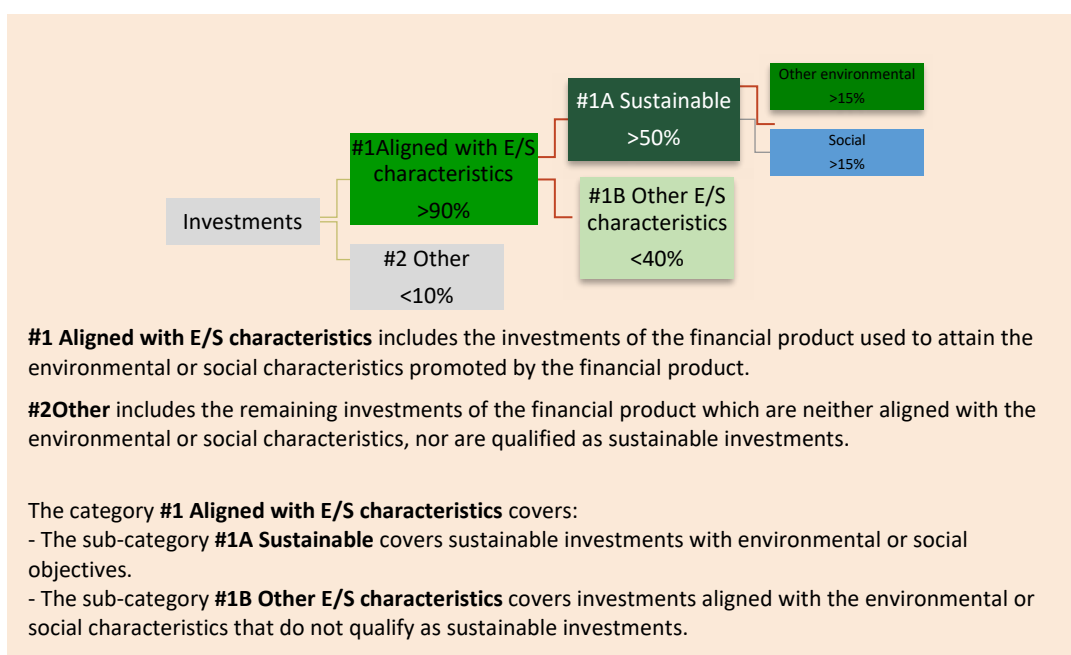 Other environmental
>15%
#1A Sustainable
>50%
Social
>15%
#1Aligned with E/S
characteristics
>90%
#1B Other E/S
characteristics
<40%
Investments
#2 Other
<10%
#1 Aligned with E/S characteristics includes the investments of the financial product used to attain the
environmental or social characteristics promoted by the financial product.
#2Other includes the remaining investments of the financial product which are neither aligned with the
environmental or social characteristics, nor are qualified as sustainable investments.
The category #1 Aligned with E/S characteristics covers:
- The sub-category #1A Sustainable covers sustainable investments with environmental or social
objectives.
- The sub-category #1B Other E/S characteristics covers investments aligned with the environmental or
social characteristics that do not qualify as sustainable investments.